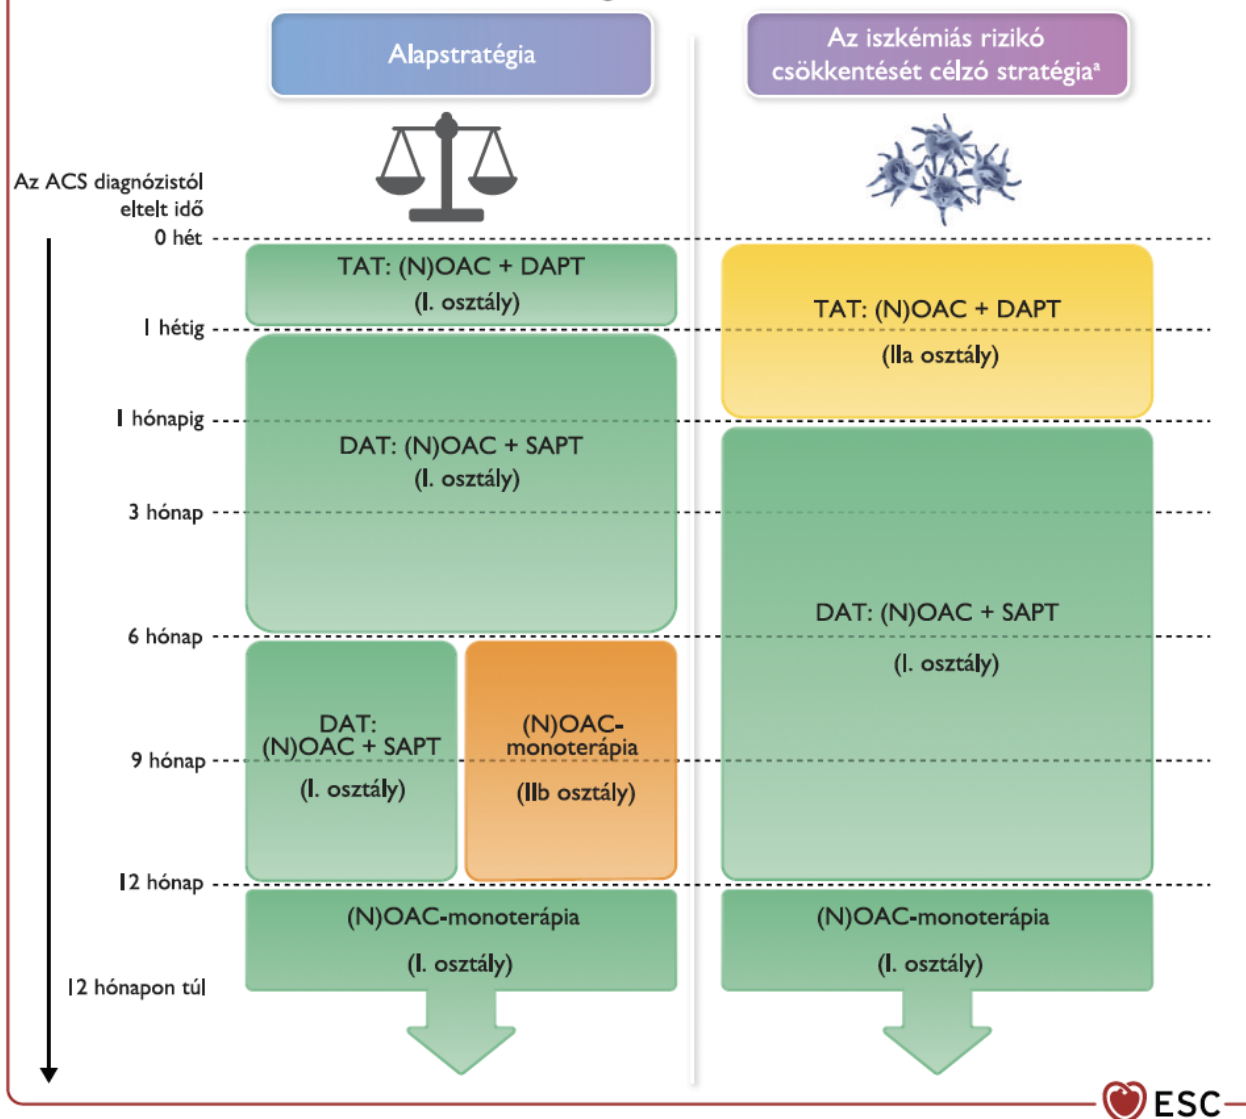 Alapstratégia
Az iszkémiás rizikó
csökkentését célzó stratégiaª
Az ACS diagnózistól
eltelt idő
0 hét
TAT: (N)OAC + DAPT
(I. osztály)
TAT: (N)OAC + DAPT
(IIa osztály)
1 hétig
1 hónapig
DAT: (N)OAC + SAPT
(I. osztály)
3 hónap
DAT: (N)OAC + SAPT
(I. osztály)
6 hónap
DAT:
(N)OAC + SAPT
(I. osztály)
(N)OAC-
monoterápia
(IIb osztály)
9 hónap
12 hónap
(N)OAC-monoterápia
(I. osztály)
(N)OAC-monoterápia
(I. osztály)
12 hónapon túl
ESC